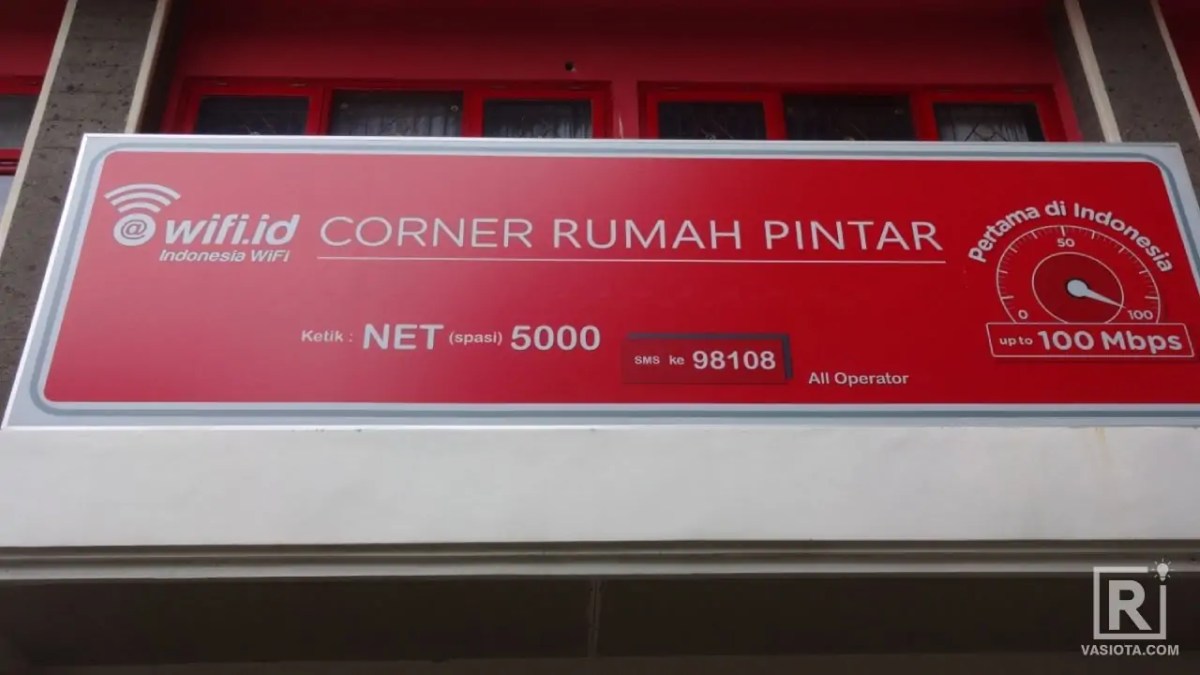 @wifi.id
Indonesia WiFi
CORNER RUMAH PINTAR
Ketik : NET (spasi) 5000
SMS ke 98108
All Operator
Pertama di Indonesia
0 50 100
up to 100 Mbps
R
VASIOTA.COM